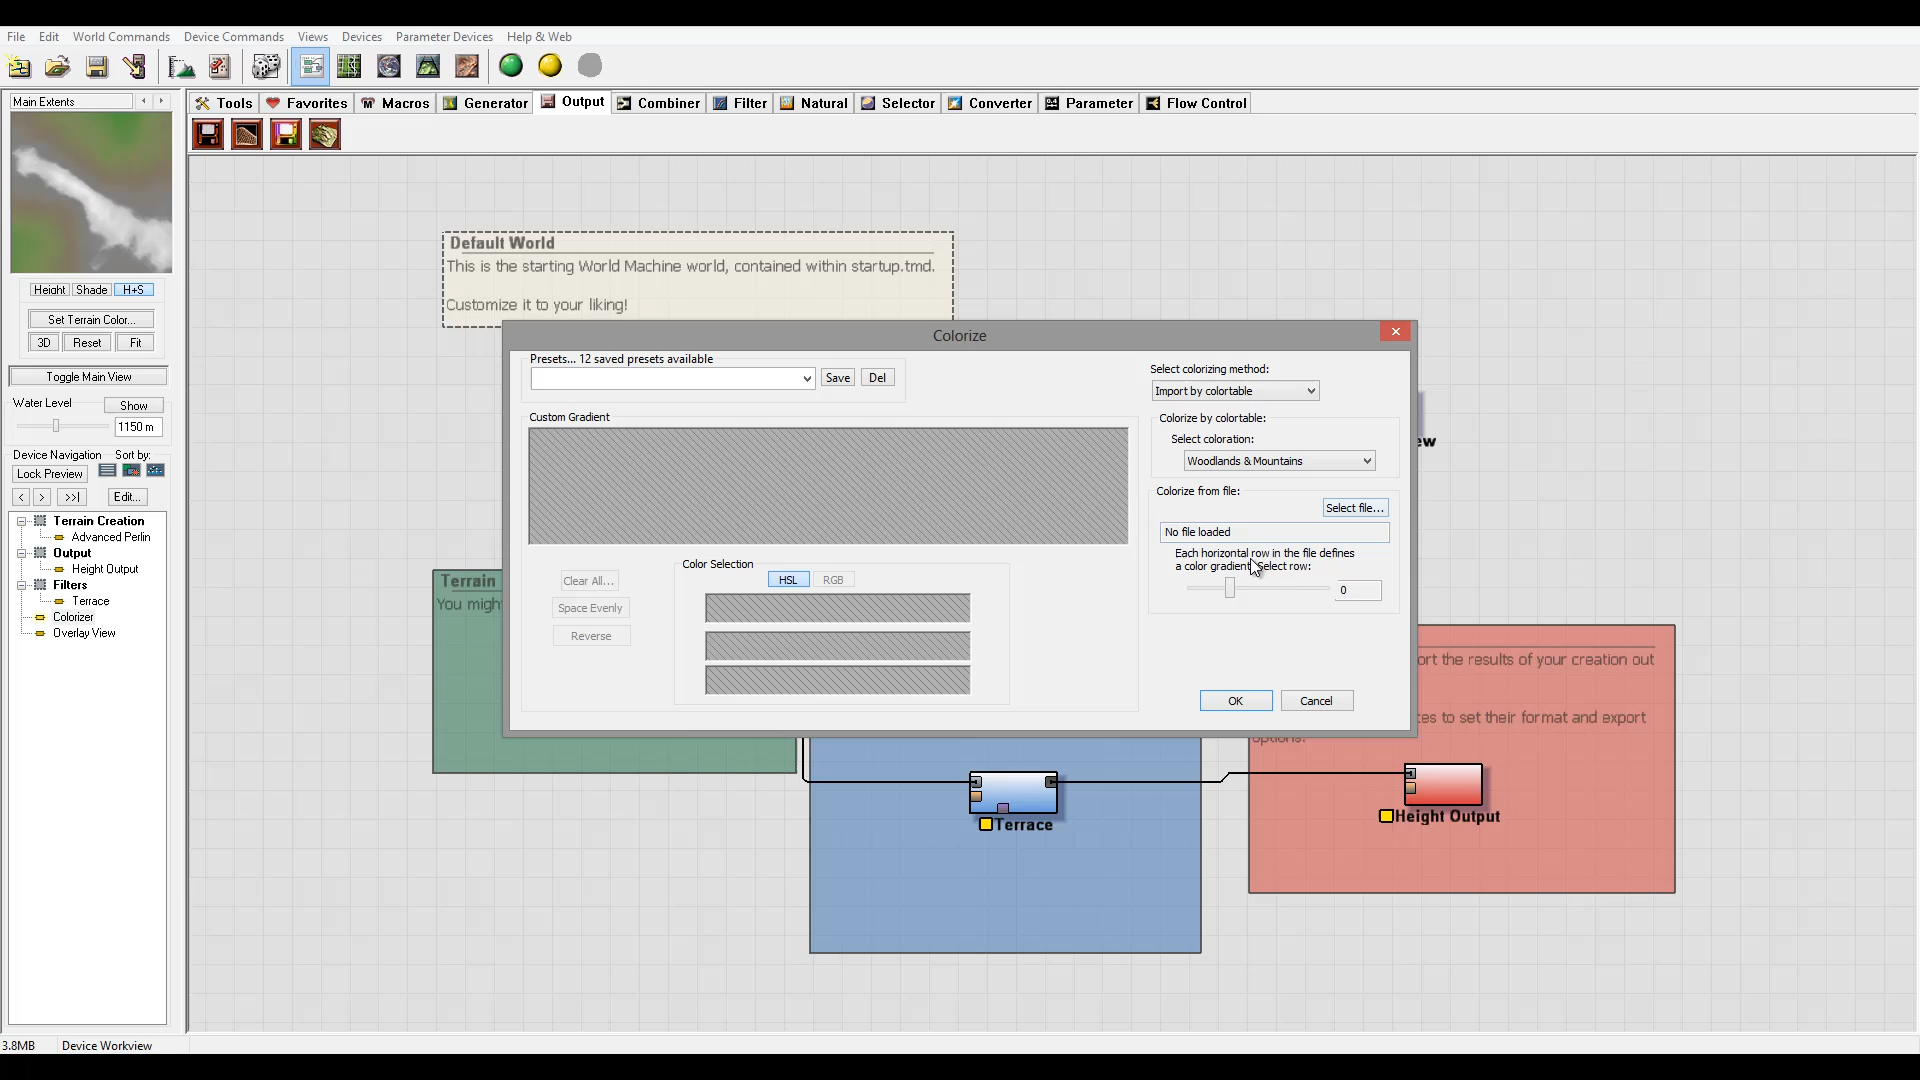 File Edit World Commands Device Commands Views Devices Parameter Devices Help & Web
Main Extents
Tools Favorites Macros Generator Output Combiner Filter Natural Selector Converter Parameter Flow Control
Height Shade H+S
Set Terrain Color...
3D Reset Fit
Toggle Main View
Water Level Show
1150 m
Device Navigation Sort by:
Lock Preview
< > >>| Edit...
Terrain Creation
Advanced Perlin
Output
Height Output
Filters
Terrace
Colorizer
Overlay View
Default World
This is the starting World Machine world, contained within startup.tmd.
Customize it to your liking!
Colorize
Presets... 12 saved presets available
Save Del
Custom Gradient
Clear All...
Space Evenly
Reverse
Color Selection
HSL RGB
Select colorizing method:
Import by colortable
Colorize by colortable:
Select coloration:
Woodlands & Mountains
Colorize from file:
Select file...
No file loaded
Each horizontal row in the file defines
a color gradient. Select row:
0
OK Cancel
ew
Terrain
You migh
ort the results of your creation out
es to set their format and export
options.
Terrace
Height Output
3.8MB Device Workview